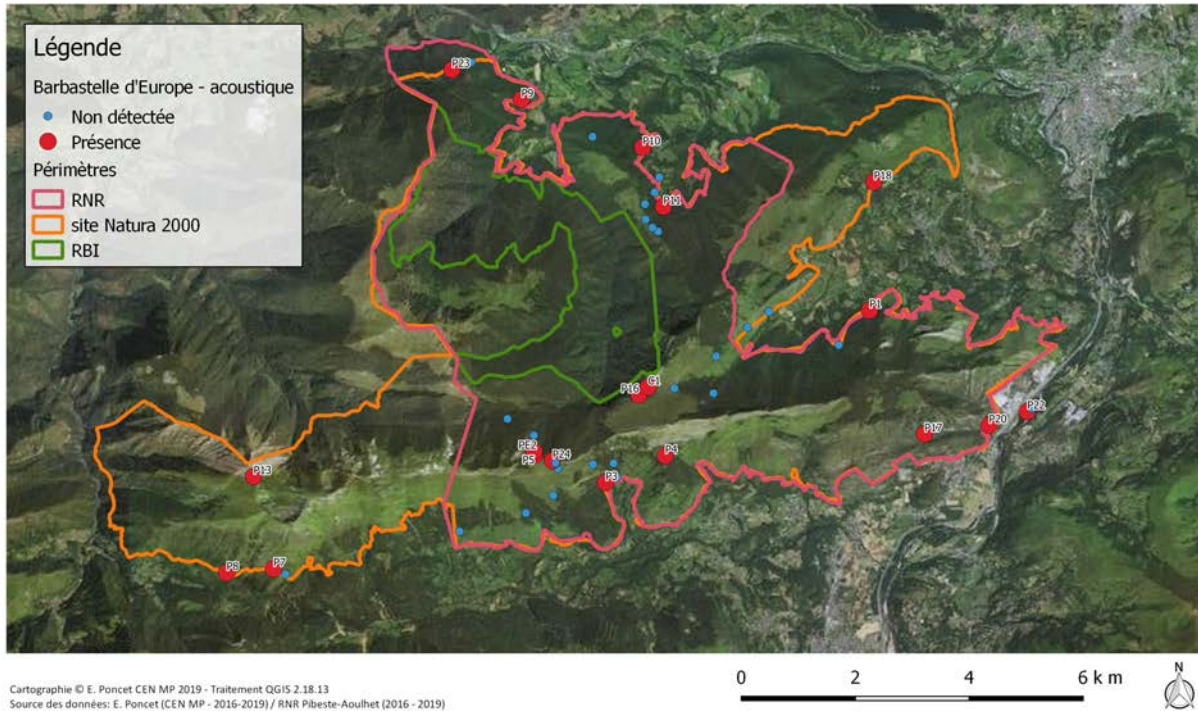 Légende
Barbastelle d'Europe - acoustique
Non détectée
Présence
Périmètres
RNR
site Natura 2000
RBI
P23
P9
P10
P18
P11
P1
C1
P16
P22
P20
P17
PE2
P5
P24
P4
P3
P13
P8
P7
Cartographie © E. Poncet CEN MP 2019 - Traitement QGIS 2.18.13
Source des données: E. Poncet (CEN MP - 2016-2019) / RNR Pibeste-Aoulhet (2016 - 2019)
0 2 4 6 km
N